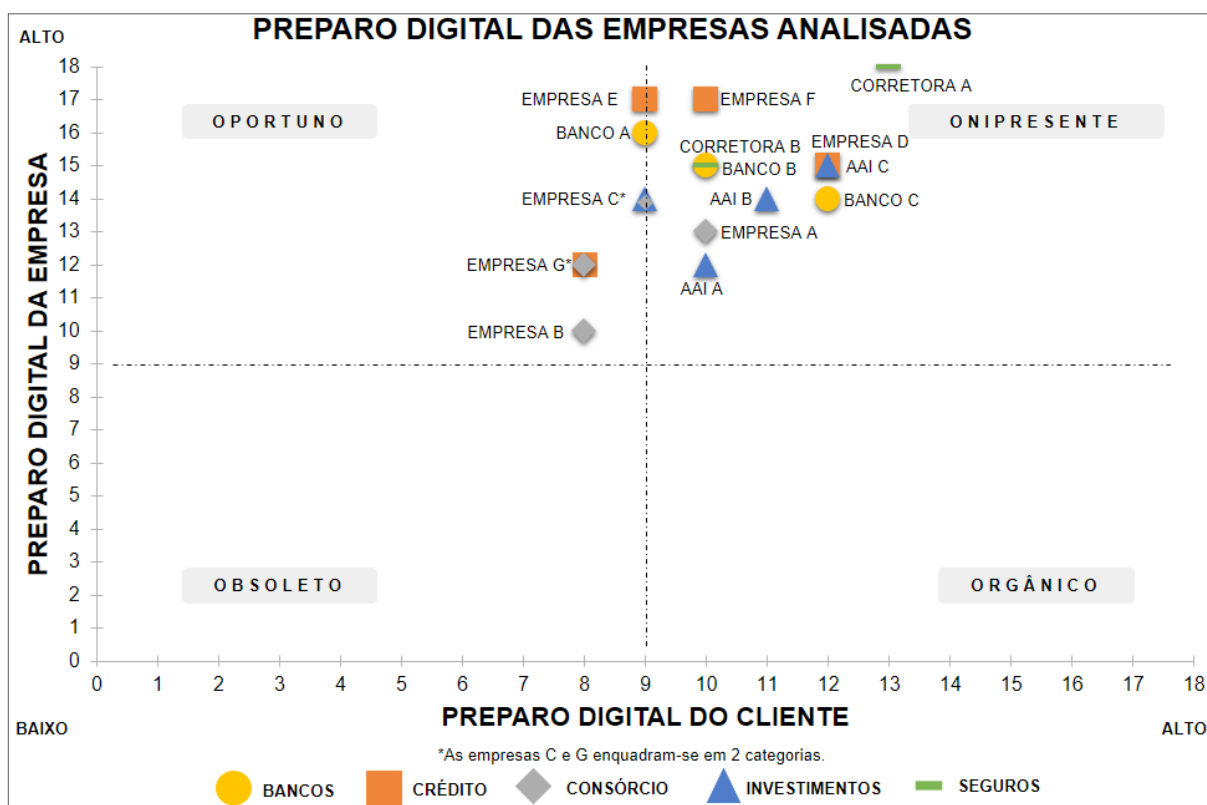 PREPARO DIGITAL DAS EMPRESAS ANALISADAS
ALTO
PREPARO DIGITAL DA EMPRESA
18
17
16
15
14
13
12
11
10
9
8
7
6
5
4
3
2
1
0
OPORTUNO
ONIPRESENTE
CORRETORA A
EMPRESA E
EMPRESA F
BANCO A
CORRETORA B
EMPRESA D
BANCO B
AAI C
EMPRESA C*
AAI B
BANCO C
EMPRESA A
EMPRESA G*
AAI A
EMPRESA B
OBSOLETO
ORGÂNICO
0 1 2 3 4 5 6 7 8 9 10 11 12 13 14 15 16 17 18
BAIXO
PREPARO DIGITAL DO CLIENTE
ALTO
*As empresas C e G enquadram-se em 2 categorias.
BANCOS CRÉDITO CONSÓRCIO INVESTIMENTOS SEGUROS